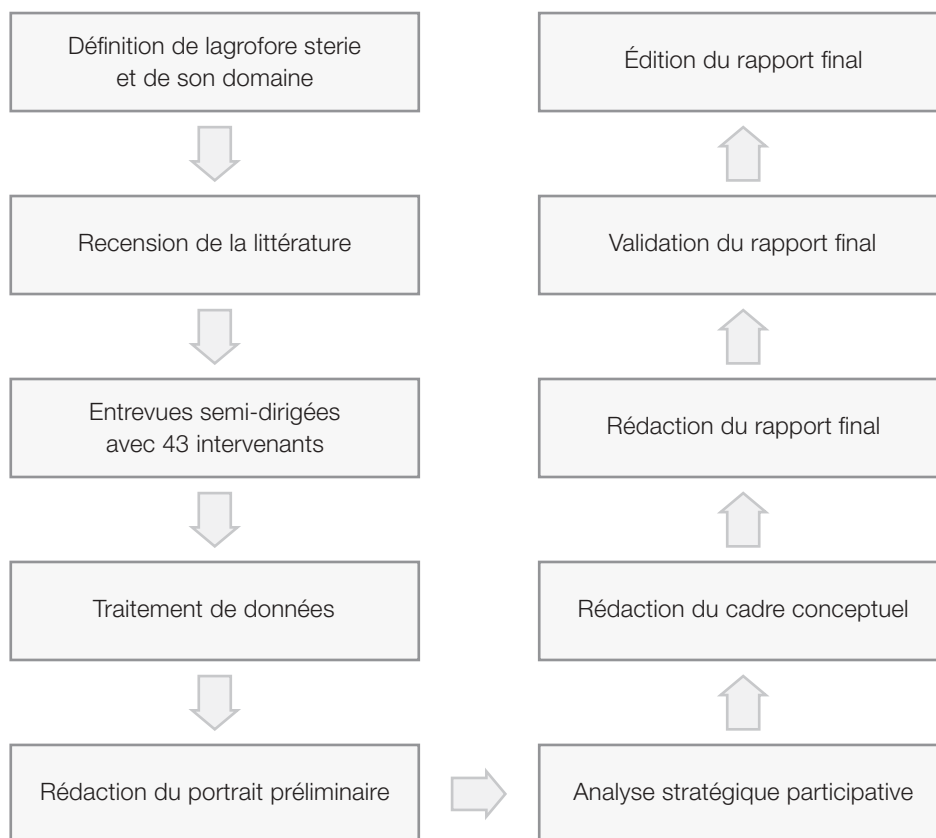 Définition de lagrofore sterie
et de son domaine
Recension de la littérature
Entrevues semi-dirigées
avec 43 intervenants
Traitement de données
Rédaction du portrait préliminaire
Analyse stratégique participative
Rédaction du cadre conceptuel
Rédaction du rapport final
Validation du rapport final
Édition du rapport final